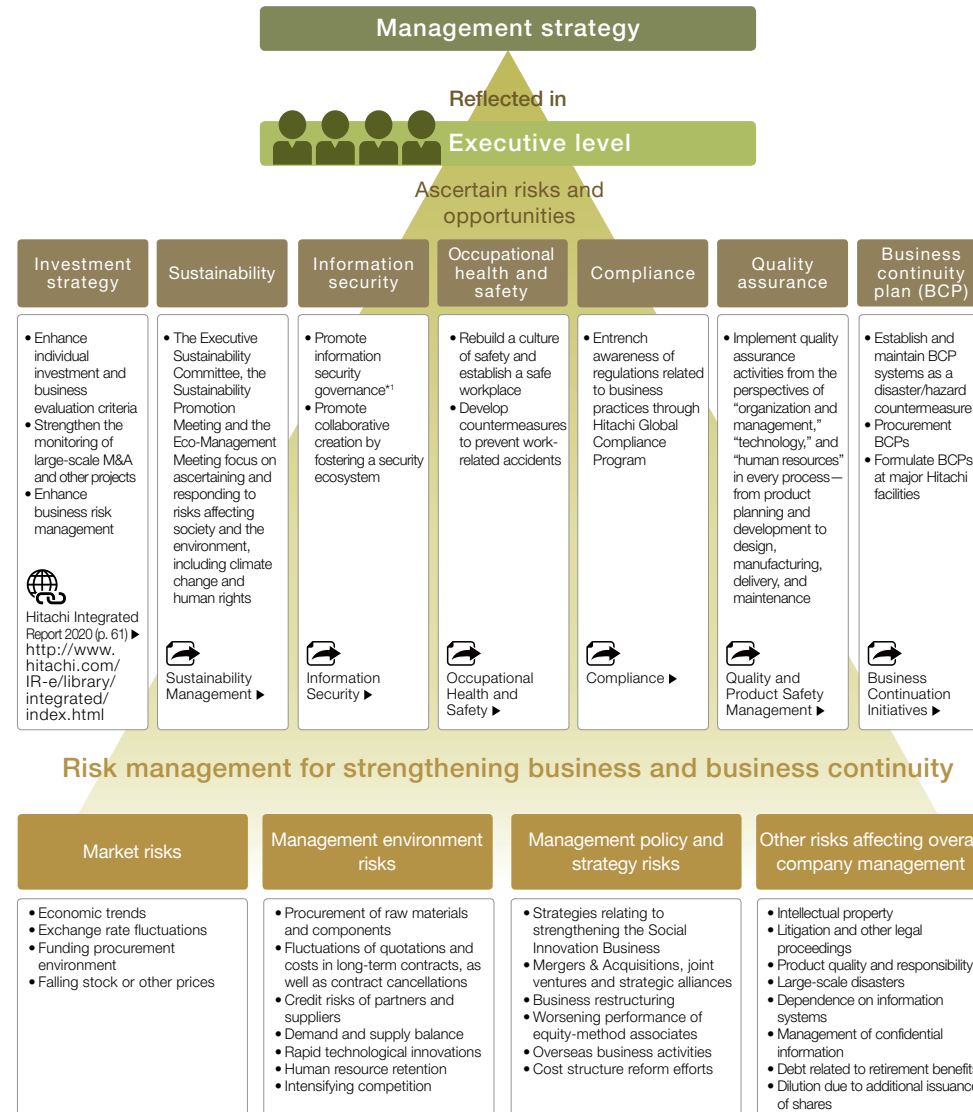 Management strategy
Reflected in
Executive level
Ascertain risks and
opportunities
Investment
strategy
• Enhance
individual
investment and
business
evaluation criteria
• Strengthen the
monitoring of
large-scale M&A
and other projects
• Enhance
business risk
management
Hitachi Integrated
Report 2020 (p. 61) ▶
http://www.
hitachi.com/
IR-e/library/
integrated/
index.html
Sustainability
• The Executive
Sustainability
Committee, the
Sustainability
Promotion
Meeting and the
Eco-Management
Meeting focus on
ascertaining and
responding to
risks affecting
society and the
environment,
including climate
change and
human rights
Sustainability
Management ▶
Information
security
• Promote
information
security
governance*1
• Promote
collaborative
creation by
fostering a security
ecosystem
Information
Security ▶
Occupational
health and
safety
• Rebuild a culture
of safety and
establish a safe
workplace
• Develop
countermeasures
to prevent work-
related accidents
Occupational
Health and
Safety ▶
Compliance
• Entrench
awareness of
regulations related
to business
practices through
Hitachi Global
Compliance
Program
Compliance ▶
Quality
assurance
• Implement quality
assurance
activities from the
perspectives of
“organization and
management,”
“technology,” and
“human resources”
in every process—
from product
planning and
development to
design,
manufacturing,
delivery, and
maintenance
Quality and
Product Safety
Management ▶
Business
continuity
plan (BCP)
• Establish and
maintain BCP
systems as a
disaster/hazard
countermeasure
• Procurement
BCPs
• Formulate BCPs
at major Hitachi
facilities
Business
Continuation
Initiatives ▶
Risk management for strengthening business and business continuity
Market risks
• Economic trends
• Exchange rate fluctuations
• Funding procurement
environment
• Falling stock or other prices
Management environment
risks
• Procurement of raw materials
and components
• Fluctuations of quotations and
costs in long-term contracts, as
well as contract cancellations
• Credit risks of partners and
suppliers
• Demand and supply balance
• Rapid technological innovations
• Human resource retention
• Intensifying competition
Management policy and
strategy risks
• Strategies relating to
strengthening the Social
Innovation Business
• Mergers & Acquisitions, joint
ventures and strategic alliances
• Business restructuring
• Worsening performance of
equity-method associates
• Overseas business activities
• Cost structure reform efforts
Other risks affecting overa
company management
• Intellectual property
• Litigation and other legal
proceedings
• Product quality and responsibility
• Large-scale disasters
• Dependence on information
systems
• Management of confidential
information
• Debt related to retirement benefits
• Dilution due to additional issuance
of shares